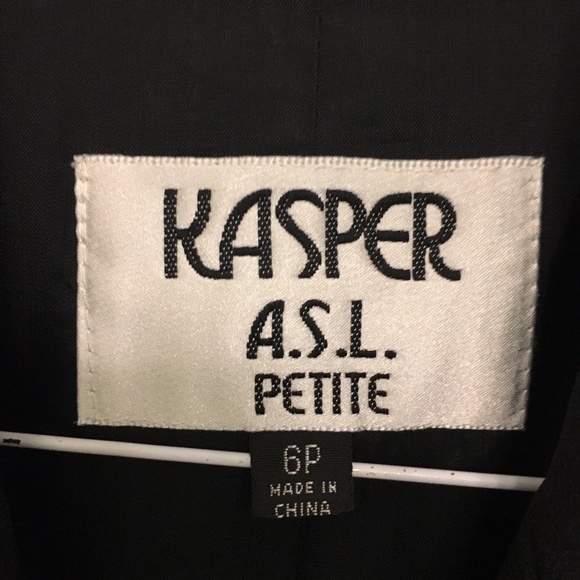 KASPER
A.S.L.
PETITE
6P
MADE IN
CHINA